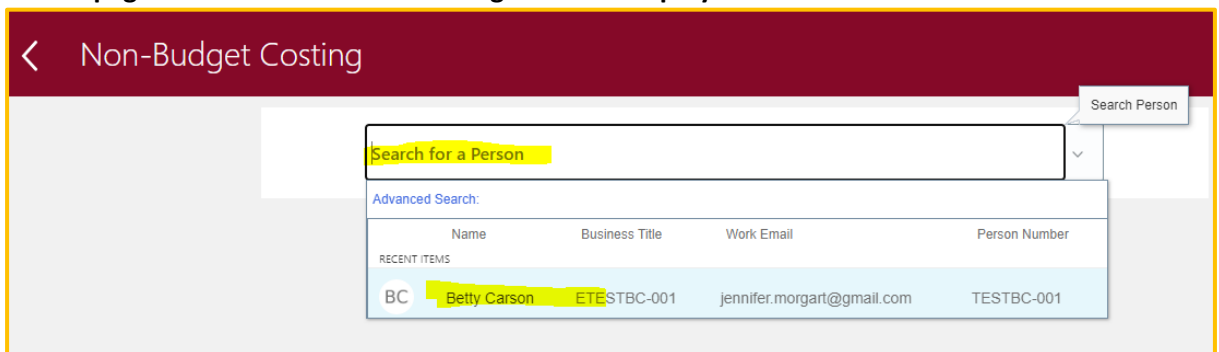 Non-Budget Costing
Search Person
Search for a Person
Advanced Search:
Name Business Title Work Email Person Number
RECENT ITEMS
BC Betty Carson ETESTBC-001 jennifer.morgart@gmail.com TESTBC-001